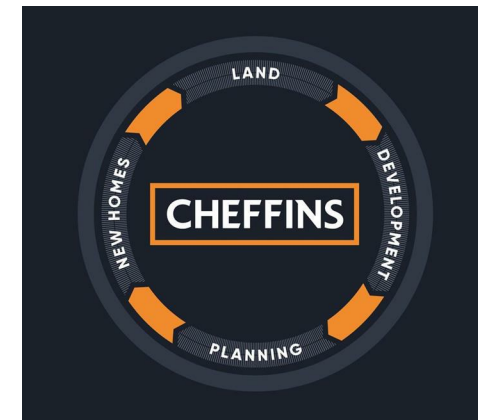 LAND
DEVELOPMENT
CHEFFINS
NEW HOMES
PLANNING